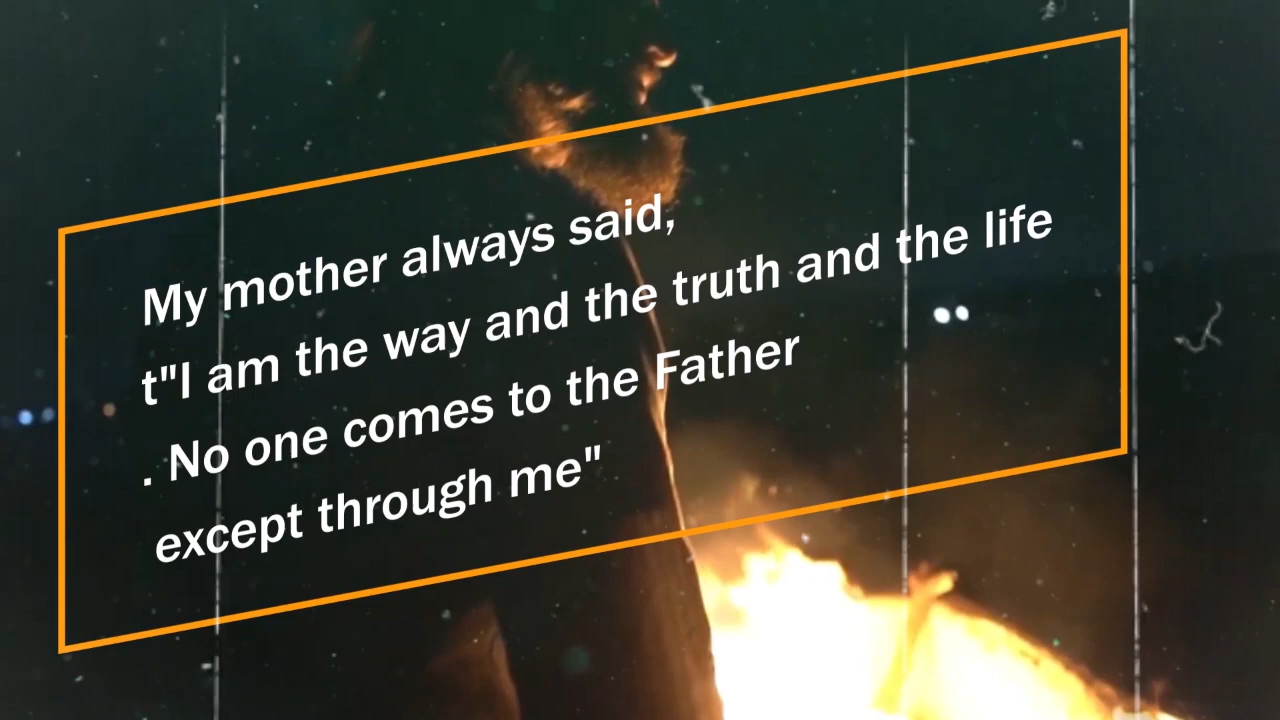 My mother always said,
t"I am the way and the truth and the life
. No one comes to the Father
except through me"